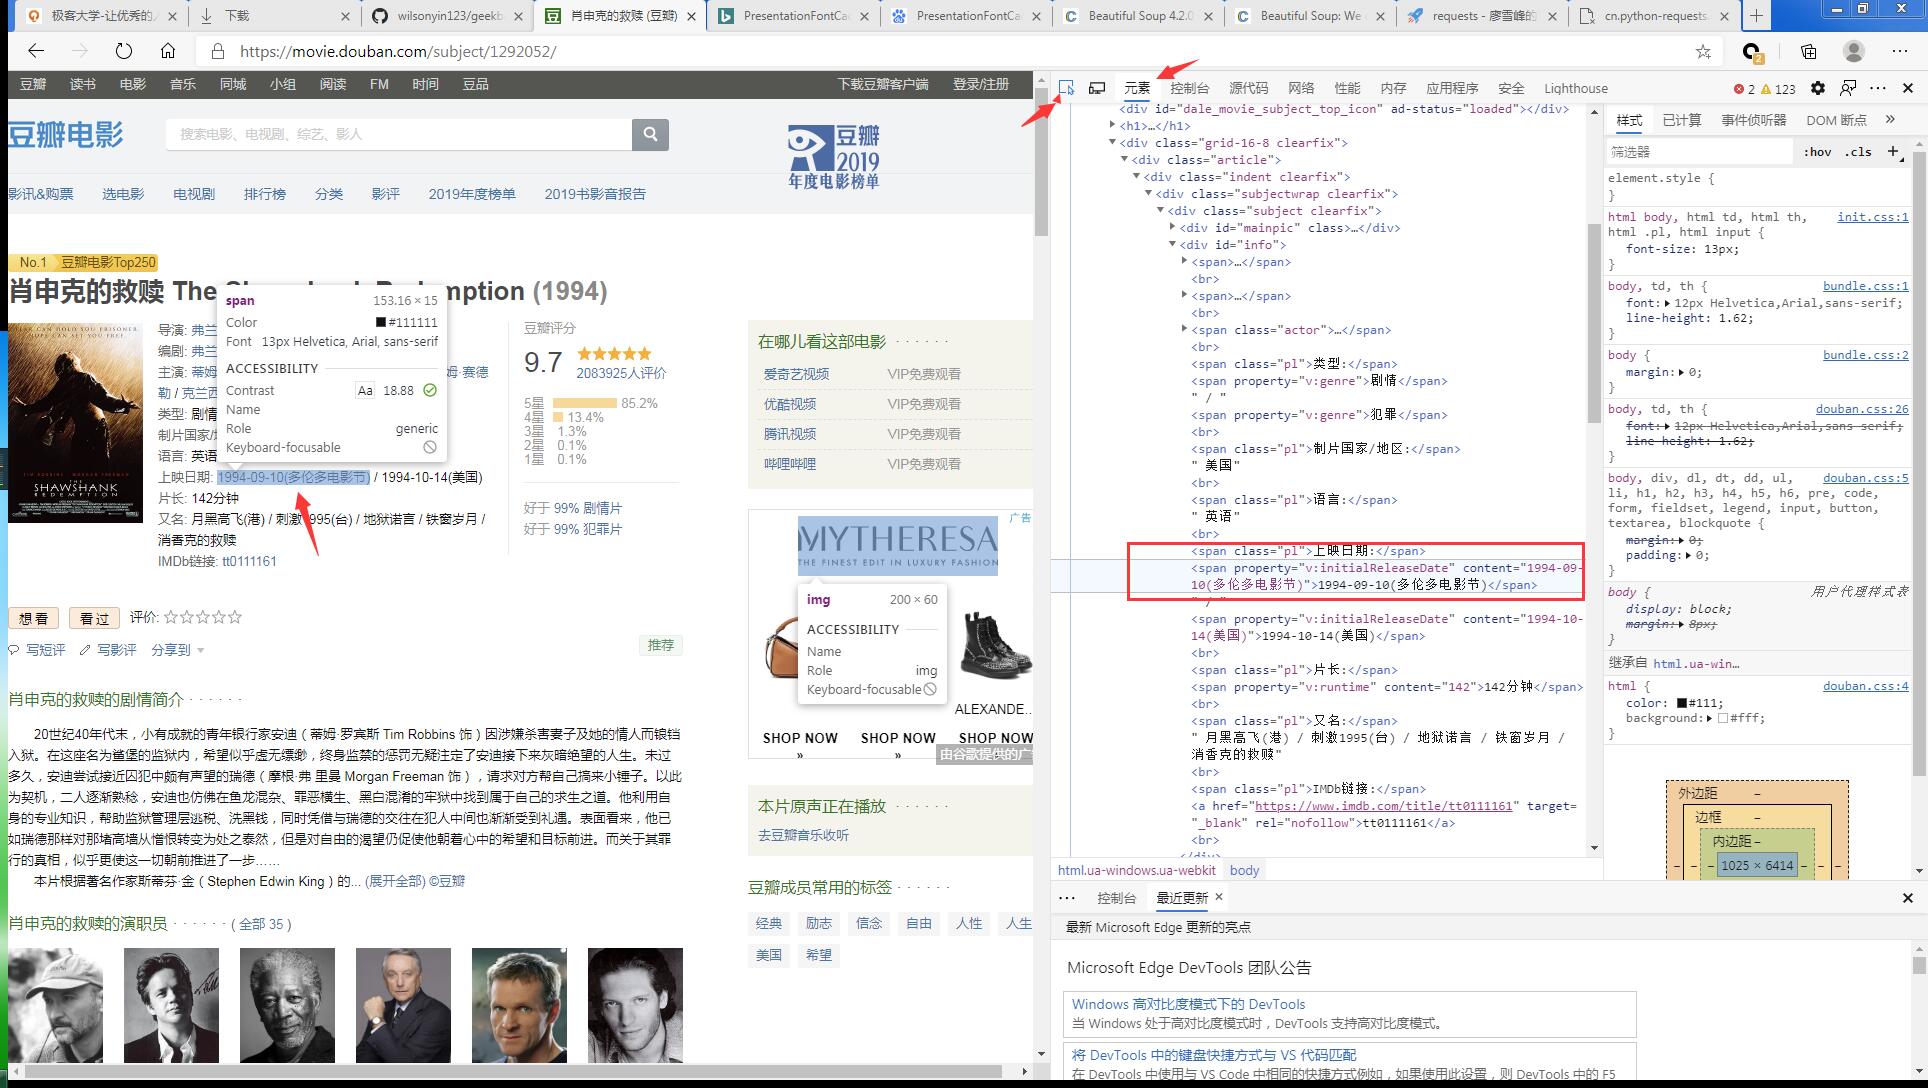 极客大学-让优秀的人
下载
wilsonyin123/geekb
肖申克的救赎 (豆瓣)
PresentationFontCa
PresentationFontCa
Beautiful Soup 4.2.0
Beautiful Soup: We
requests - 廖雪峰的
cn.python-requests.
https://movie.douban.com/subject/1292052/
2
豆瓣 读书 电影 音乐 同城 小组 阅读 FM 时间 豆品 下载豆瓣客户端 登录/注册
豆瓣电影
搜索电影、电视剧、综艺、影人
豆瓣
2019
年度电影榜单
影讯&购票 选电影 电视剧 排行榜 分类 影评 2019年度榜单 2019书影音报告
No.1 豆瓣电影Top250
肖申克的救赎 The
mption (1994)
span 153.16 × 15
Color #111111
Font 13px Helvetica, Arial, sans-serif
ACCESSIBILITY
Contrast Aa 18.88
Name
Role generic
Keyboard-focusable
THE
SHAWSHANK
REDEMPTION
导演: 弗兰
编剧: 弗兰
主演: 蒂姆
姆·赛德
勒 / 克兰西
类型: 剧情
制片国家/地
语言: 英语
上映日期: 1994-09-10(多伦多电影节) / 1994-10-14(美国)
片长: 142分钟
又名: 月黑高飞(港) / 刺激1995(台) / 地狱诺言 / 铁窗岁月 /
消香克的救赎
IMDb链接: tt0111161
豆瓣评分
9.7
2083925人评价
5星 85.2%
4星 13.4%
3星 1.3%
2星 0.1%
1星 0.1%
好于 99% 剧情片
好于 99% 犯罪片
想看 看过 评价:
写短评 写影评 分享到 推荐
肖申克的救赎的剧情简介 · · · · · ·
20世纪40年代末，小有成就的青年银行家安迪（蒂姆·罗宾斯 Tim Robbins 饰）因涉嫌杀害妻子及她的情人而锒铛
入狱。在这座名为鲨堡的监狱内，希望似乎虚无缥缈，终身监禁的惩罚无疑注定了安迪接下来灰暗绝望的人生。未过
多久，安迪尝试接近囚犯中颇有声望的瑞德（摩根·弗里曼 Morgan Freeman 饰），请求对方帮自己搞来小锤子。以此
为契机，二人逐渐熟稔，安迪也仿佛在鱼龙混杂、罪恶横生、黑白混淆的牢狱中找到属于自己的求生之道。他利用自
身的专业知识，帮助监狱管理层逃税、洗黑钱，同时凭借与瑞德的交往在犯人中间也渐渐受到礼遇。表面看来，他已
如瑞德那样对那堵高墙从憎恨转变为处之泰然，但是对自由的渴望仍促使他朝着心中的希望和目标前进。而关于其罪
行的真相，似乎更使这一切朝前推进了一步……
本片根据著名作家斯蒂芬·金（Stephen Edwin King）的... (展开全部) ©豆瓣
肖申克的救赎的演职员 · · · · · · ( 全部 35 )
在哪儿看这部电影 · · · · · ·
爱奇艺视频 VIP免费观看
优酷视频 VIP免费观看
腾讯视频 VIP免费观看
哔哩哔哩 VIP免费观看
MYTHERESA
THE FINEST EDIT IN LUXURY FASHION
广告
img 200 × 60
ACCESSIBILITY
Name
Role img
Keyboard-focusable
ALEXANDE..
SHOP NOW SHOP NOW SHOP NOW
» »
由谷歌提供的广
本片原声正在播放 · · · · · ·
去豆瓣音乐收听
豆瓣成员常用的标签 · · · · · ·
经典 励志 信念 自由 人性 人生
美国 希望
元素 控制台 源代码 网络 性能 内存 应用程序 安全 Lighthouse 2 123
<div id="dale_movie_subject_top_icon" ad-status="loaded"></div>
<h1>…</h1>
<div class="grid-16-8 clearfix">
<div class="article">
<div class="indent clearfix">
<div class="subjectwrap clearfix">
<div class="subject clearfix">
<div id="mainpic" class>…</div>
<div id="info">
<span>…</span>
<br>
<span>…</span>
<br>
<span class="actor">…</span>
<br>
<span class="pl">类型:</span>
<span property="v:genre">剧情</span>
" / "
<span property="v:genre">犯罪</span>
<br>
<span class="pl">制片国家/地区:</span>
" 美国"
<br>
<span class="pl">语言:</span>
" 英语"
<br>
<span class="pl">上映日期:</span>
<span property="v:initialReleaseDate" content="1994-09-
10(多伦多电影节)">1994-09-10(多伦多电影节)</span>
" / "
<span property="v:initialReleaseDate" content="1994-10-
14(美国)">1994-10-14(美国)</span>
<br>
<span class="pl">片长:</span>
<span property="v:runtime" content="142">142分钟</span>
<br>
<span class="pl">又名:</span>
" 月黑高飞(港) / 刺激1995(台) / 地狱诺言 / 铁窗岁月 /
消香克的救赎"
<br>
<span class="pl">IMDb链接:</span>
<a href="https://www.imdb.com/title/tt0111161" target=
"_blank" rel="nofollow">tt0111161</a>
<br>
</div>
html.ua-windows.ua-webkit body
样式 已计算 事件侦听器 DOM 断点 »
筛选器 :hov .cls +
element.style {
}
html body, html td, html th, init.css:1
html .pl, html input {
font-size: 13px;
}
body, td, th { bundle.css:1
font: 12px Helvetica,Arial,sans-serif;
line-height: 1.62;
}
body { bundle.css:2
margin: 0;
}
body, td, th { douban.css:26
font: 12px Helvetica,Arial,sans-serif;
line-height: 1.62;
}
body, div, dl, dt, dd, ul, douban.css:5
li, h1, h2, h3, h4, h5, h6, pre, code,
form, fieldset, legend, input, button,
textarea, blockquote {
margin: 0;
padding: 0;
}
body { 用户代理样式表
display: block;
margin: 8px;
}
继承自 html.ua-win…
html { douban.css:4
color: #111;
background: #fff;
}
外边距 –
边框 –
内边距 –
– – – 1025 × 6414 – – –
控制台 最近更新
最新 Microsoft Edge 更新的亮点
Microsoft Edge DevTools 团队公告
Windows 高对比度模式下的 DevTools
当 Windows 处于高对比度模式时，DevTools 支持高对比度模式。
将 DevTools 中的键盘快捷方式与 VS 代码匹配
在 DevTools 中使用与 VS Code 中相同的快捷方式例如，如果使用此设置，则 DevTools 中的 F5